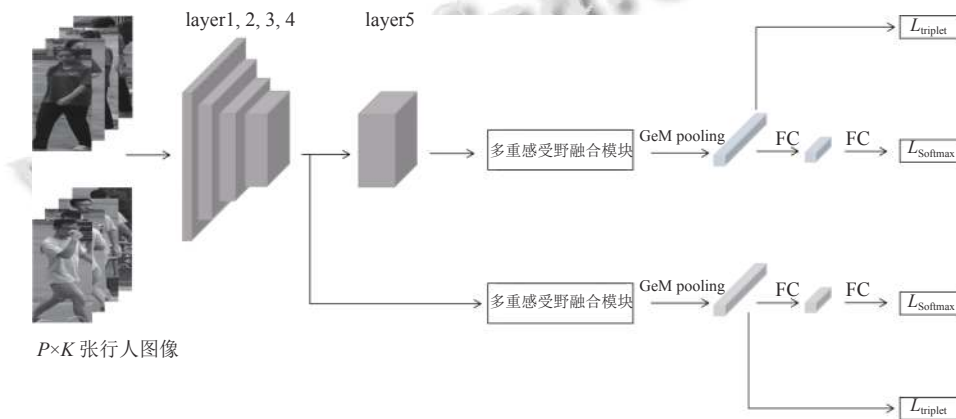 layer1, 2, 3, 4
layer5
L_triplet
多重感受野融合模块
GeM pooling
FC
FC
L_Softmax
多重感受野融合模块
GeM pooling
FC
FC
L_Softmax
P×K 张行人图像
L_triplet